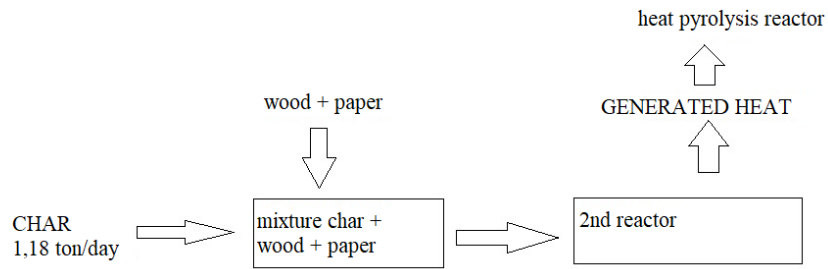 heat pyrolysis reactor
wood + paper
GENERATED HEAT
CHAR
1,18 ton/day
mixture char +
wood + paper
2nd reactor